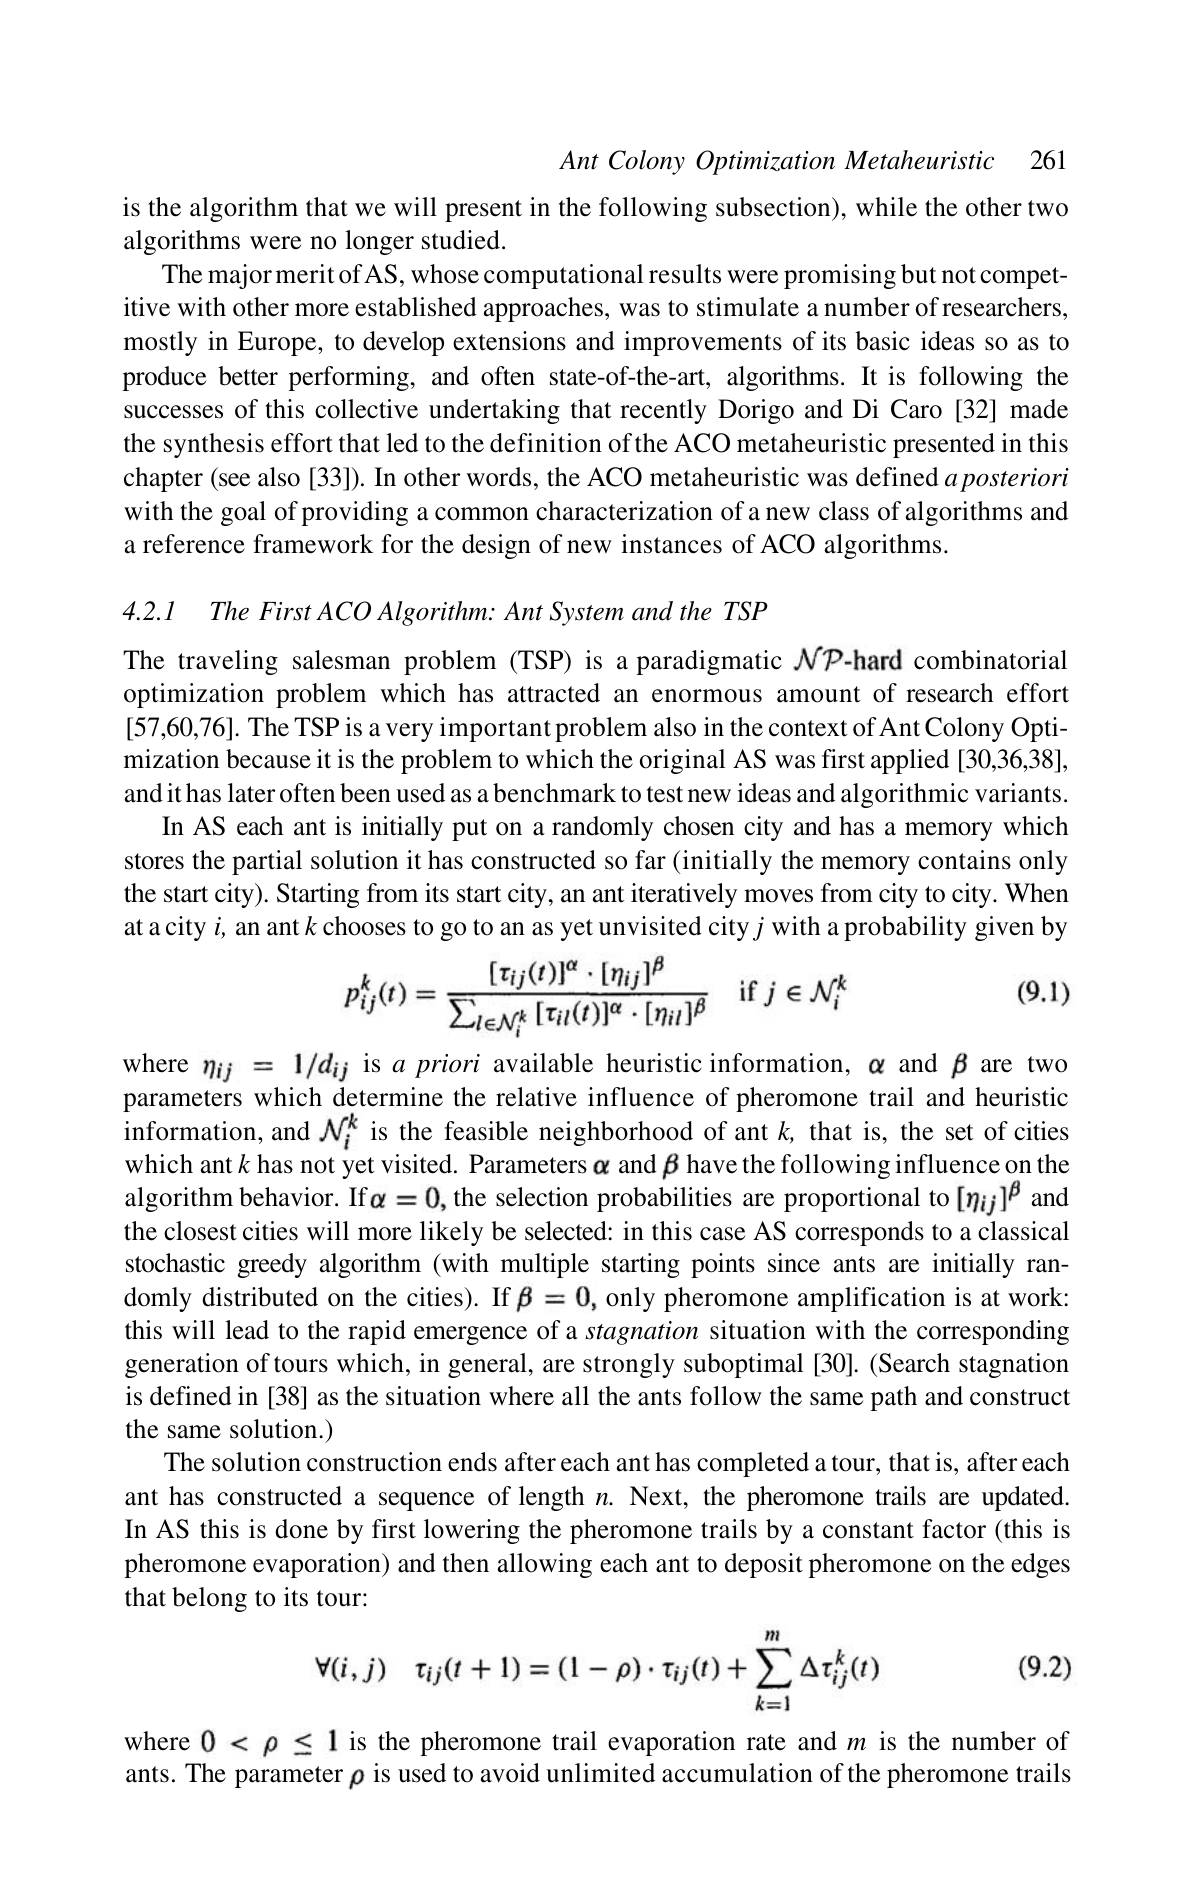 Ant Colony Optimization Metaheuristic 261
is the algorithm that we will present in the following subsection), while the other two
algorithms were no longer studied.
The major merit of AS, whose computational results were promising but not compet-
itive with other more established approaches, was to stimulate a number of researchers,
mostly in Europe, to develop extensions and improvements of its basic ideas so as to
produce better performing, and often state-of-the-art, algorithms. It is following the
successes of this collective undertaking that recently Dorigo and Di Caro [32] made
the synthesis effort that led to the definition of the ACO metaheuristic presented in this
chapter (see also [33]). In other words, the ACO metaheuristic was defined a posteriori
with the goal of providing a common characterization of a new class of algorithms and
a reference framework for the design of new instances of ACO algorithms.
4.2.1 The First ACO Algorithm: Ant System and the TSP
The traveling salesman problem (TSP) is a paradigmatic 𝒩𝒫-hard combinatorial
optimization problem which has attracted an enormous amount of research effort
[57,60,76]. The TSP is a very important problem also in the context of Ant Colony Opti-
mization because it is the problem to which the original AS was first applied [30,36,38],
and it has later often been used as a benchmark to test new ideas and algorithmic variants.
In AS each ant is initially put on a randomly chosen city and has a memory which
stores the partial solution it has constructed so far (initially the memory contains only
the start city). Starting from its start city, an ant iteratively moves from city to city. When
at a city i, an ant k chooses to go to an as yet unvisited city j with a probability given by
p_{ij}^k(t) = \frac{[τ_{ij}(t)]^α · [η_{ij}]^β}{∑_{l∈𝒩_i^k} [τ_{il}(t)]^α · [η_{il}]^β} if j ∈ 𝒩_i^k (9.1)
where η_{ij} = 1/d_{ij} is a priori available heuristic information, α and β are two
parameters which determine the relative influence of pheromone trail and heuristic
information, and 𝒩_i^k is the feasible neighborhood of ant k, that is, the set of cities
which ant k has not yet visited. Parameters α and β have the following influence on the
algorithm behavior. If α = 0, the selection probabilities are proportional to [η_{ij}]^β and
the closest cities will more likely be selected: in this case AS corresponds to a classical
stochastic greedy algorithm (with multiple starting points since ants are initially ran-
domly distributed on the cities). If β = 0, only pheromone amplification is at work:
this will lead to the rapid emergence of a stagnation situation with the corresponding
generation of tours which, in general, are strongly suboptimal [30]. (Search stagnation
is defined in [38] as the situation where all the ants follow the same path and construct
the same solution.)
The solution construction ends after each ant has completed a tour, that is, after each
ant has constructed a sequence of length n. Next, the pheromone trails are updated.
In AS this is done by first lowering the pheromone trails by a constant factor (this is
pheromone evaporation) and then allowing each ant to deposit pheromone on the edges
that belong to its tour:
∀(i, j) τ_{ij}(t + 1) = (1 − ρ) · τ_{ij}(t) + ∑_{k=1}^{m} Δτ_{ij}^k(t) (9.2)
where 0 < ρ ≤ 1 is the pheromone trail evaporation rate and m is the number of
ants. The parameter ρ is used to avoid unlimited accumulation of the pheromone trails